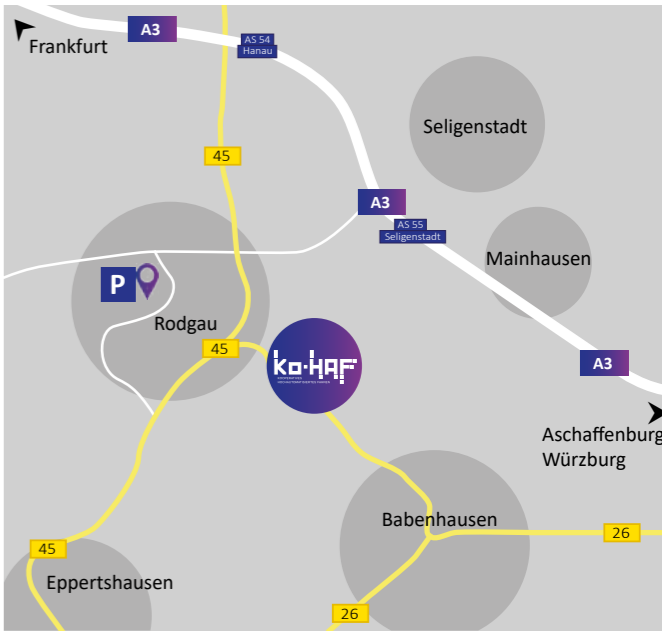 A3
Frankfurt
AS 54
Hanau
Seligenstadt
45
A3
AS 55
Seligenstadt
Mainhausen
P
Rodgau
45
ko·HAF
A3
Aschaffenburg
Würzburg
Babenhausen
26
45
Eppertshausen
26